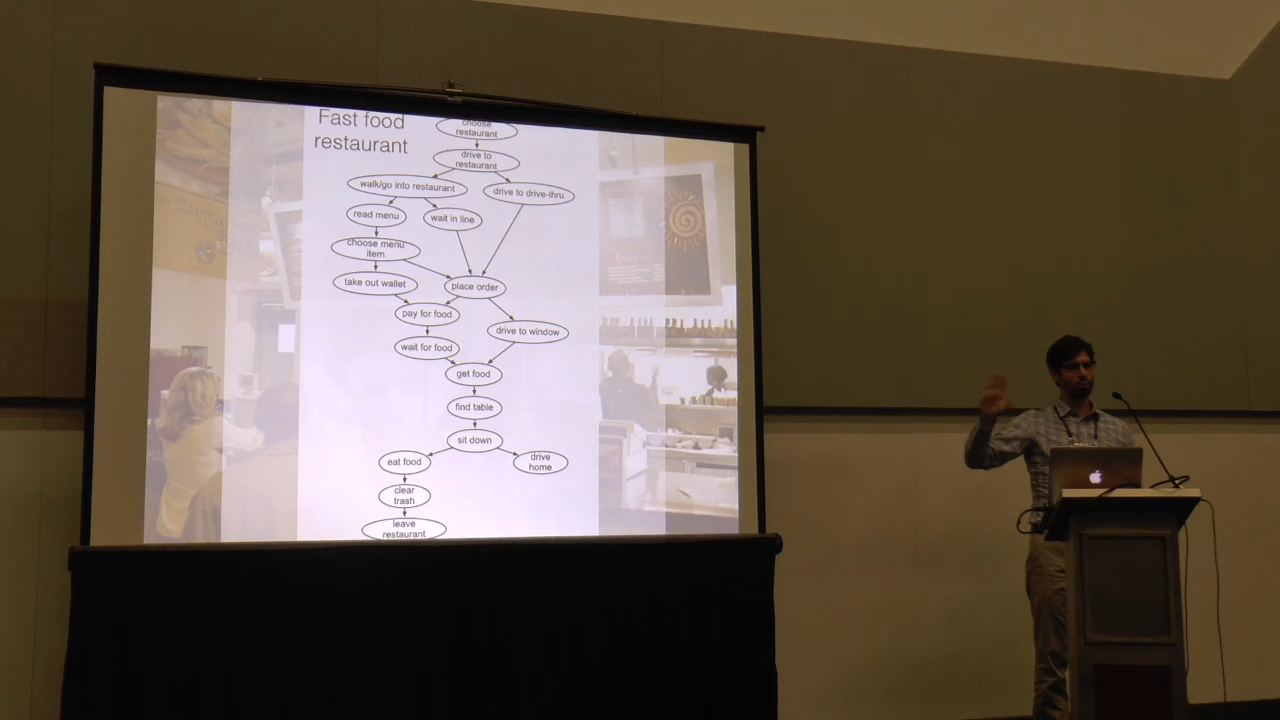 Fast food
restaurant
choose
restaurant
drive to
restaurant
walk/go into restaurant
drive to drive-thru
read menu
wait in line
choose menu
item
take out wallet
place order
pay for food
drive to window
wait for food
get food
find table
sit down
eat food
drive
home
clear
trash
leave
restaurant